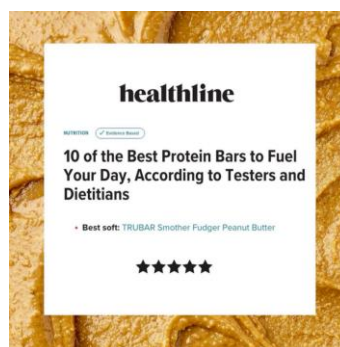 healthline
NUTRITION ✓ Evidence Based
10 of the Best Protein Bars to Fuel
Your Day, According to Testers and
Dietitians
• Best soft: TRUBAR Smother Fudger Peanut Butter
★★★★★